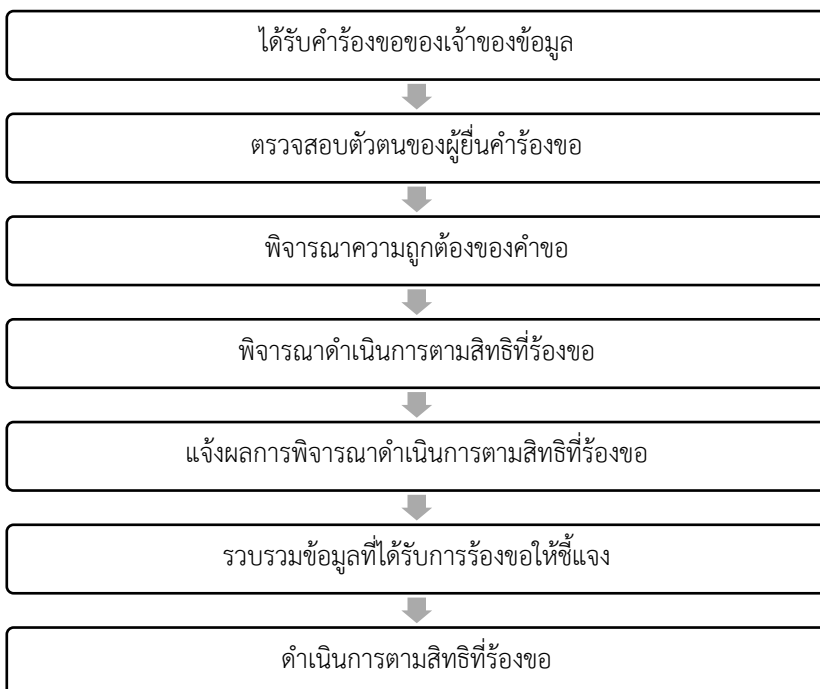 ได้รับคำร้องขอของเจ้าของข้อมูล
ตรวจสอบตัวตนของผู้ยื่นคำร้องขอ
พิจารณาความถูกต้องของคำขอ
พิจารณาดำเนินการตามสิทธิที่ร้องขอ
แจ้งผลการพิจารณาดำเนินการตามสิทธิที่ร้องขอ
รวบรวมข้อมูลที่ได้รับการร้องขอให้ชี้แจง
ดำเนินการตามสิทธิที่ร้องขอ